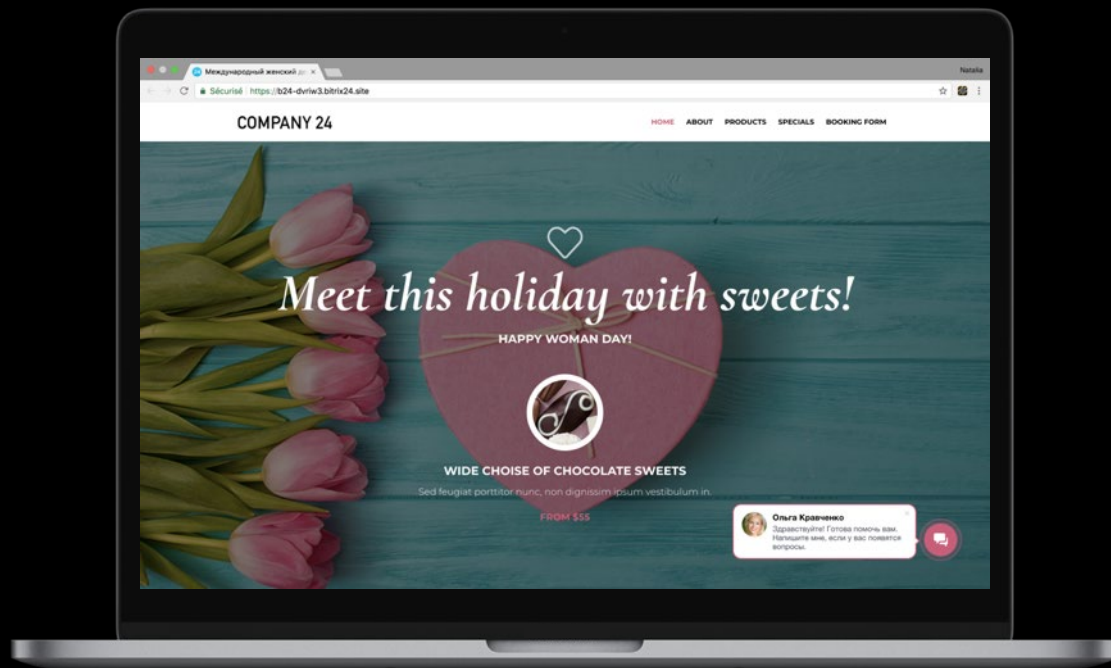 Международный женский де
Natalia
Sécurisé https://b24-dvriw3.bitrix24.site
COMPANY 24
HOME ABOUT PRODUCTS SPECIALS BOOKING FORM
Meet this holiday with sweets!
HAPPY WOMAN DAY!
WIDE CHOISE OF CHOCOLATE SWEETS
Sed feugiat porttitor nunc, non dignissim ipsum vestibulum in.
FROM $55
Ольга Кравченко
Здравствуйте! Готова помочь вам.
Напишите мне, если у вас появятся
вопросы.